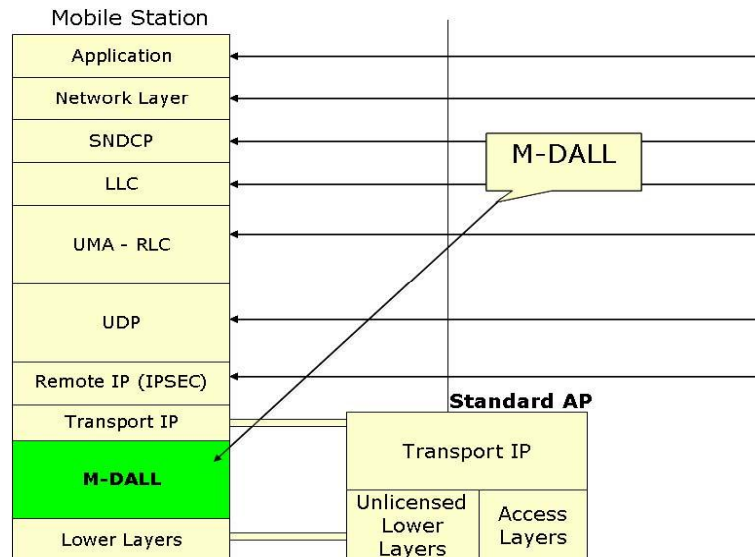 Mobile Station
Application
Network Layer
SNDCP
LLC
UMA - RLC
UDP
Remote IP (IPSEC)
Transport IP
M-DALL
Lower Layers
M-DALL
Standard AP
Transport IP
Unlicensed
Lower
Layers
Access
Layers